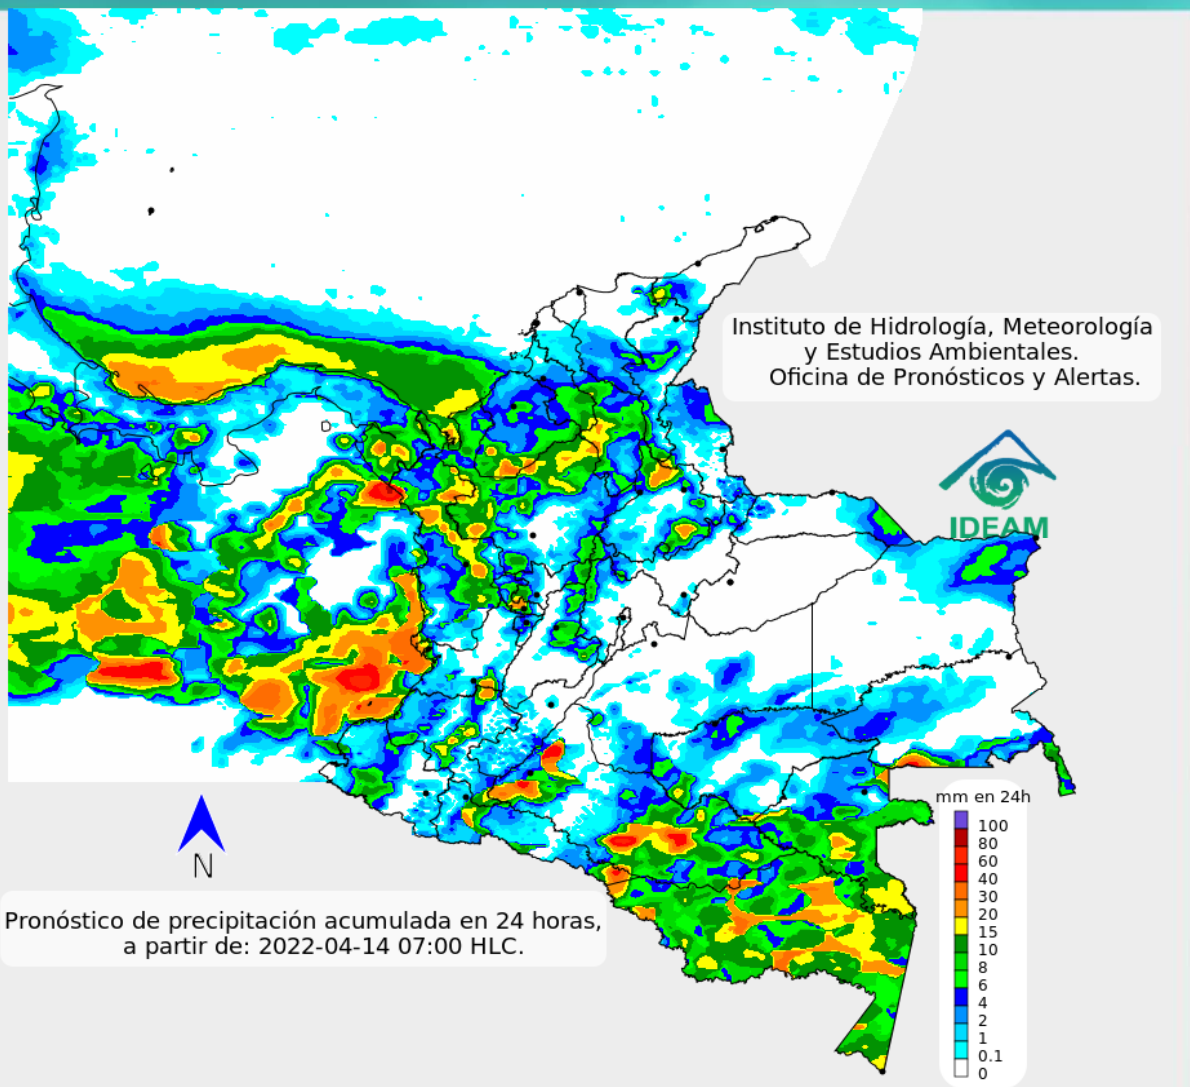 Instituto de Hidrología, Meteorología
y Estudios Ambientales.
Oficina de Pronósticos y Alertas.
IDEAM
mm en 24h
100
80
60
40
30
20
15
10
8
6
4
2
1
0.1
0
N
Pronóstico de precipitación acumulada en 24 horas,
a partir de: 2022-04-14 07:00 HLC.